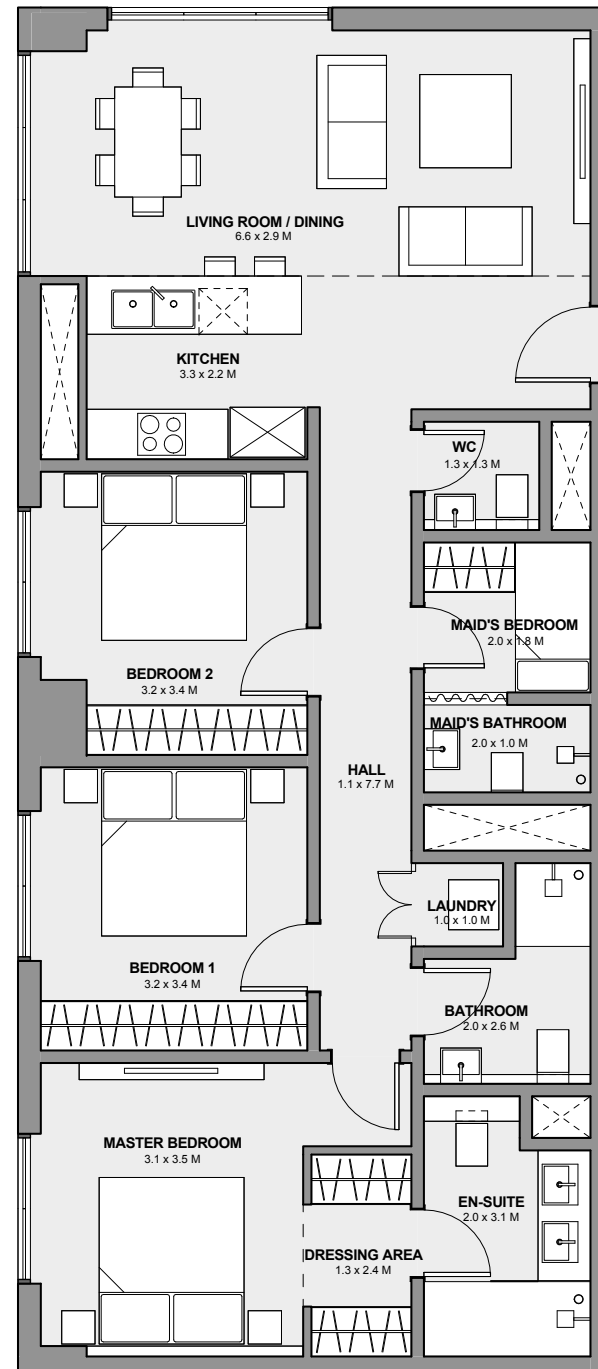 LIVING ROOM / DINING
6.6 x 2.9 M
KITCHEN
3.3 x 2.2 M
WC
1.3 x 1.3 M
MAID'S BEDROOM
2.0 x 1.8 M
BEDROOM 2
3.2 x 3.4 M
MAID'S BATHROOM
2.0 x 1.0 M
HALL
1.1 x 7.7 M
LAUNDRY
1.0 x 1.0 M
BEDROOM 1
3.2 x 3.4 M
BATHROOM
2.0 x 2.6 M
MASTER BEDROOM
3.1 x 3.5 M
EN-SUITE
2.0 x 3.1 M
DRESSING AREA
1.3 x 2.4 M